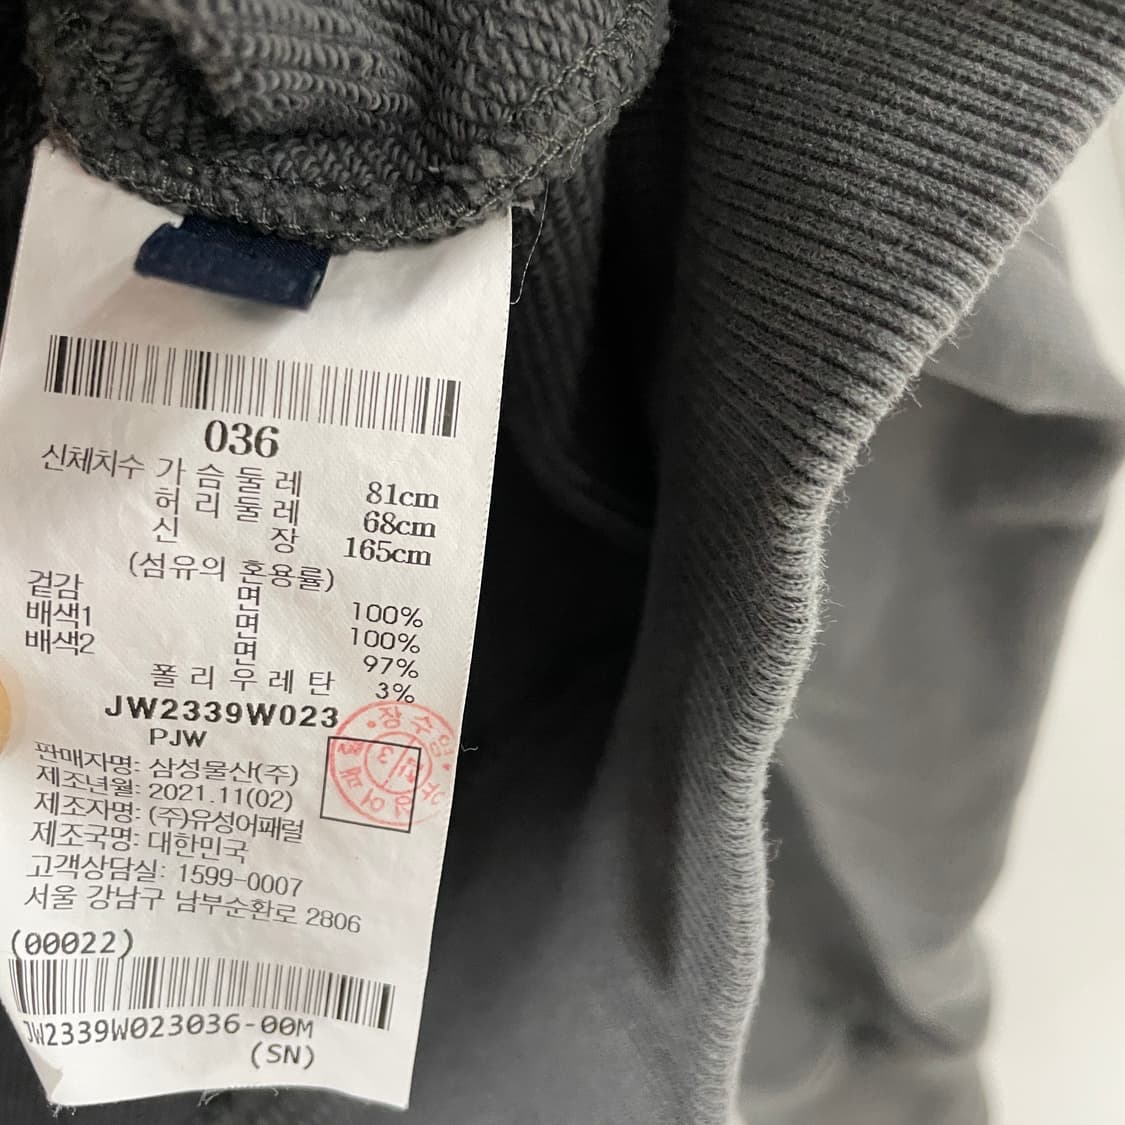 036
신체치수 가슴둘레 81cm
허리둘레 68cm
신 장 165cm
(섬유의 혼용률)
겉감 면 100%
배색1 면 100%
배색2 면 97%
폴리우레탄 3%
JW2339W023
PJW
판매자명: 삼성물산(주)
제조년월: 2021.11(02)
제조자명: (주)유성어패럴
제조국명: 대한민국
고객상담실: 1599-0007
서울 강남구 남부순환로 2806
(00022)
JW2339W023036-00M
(SN)